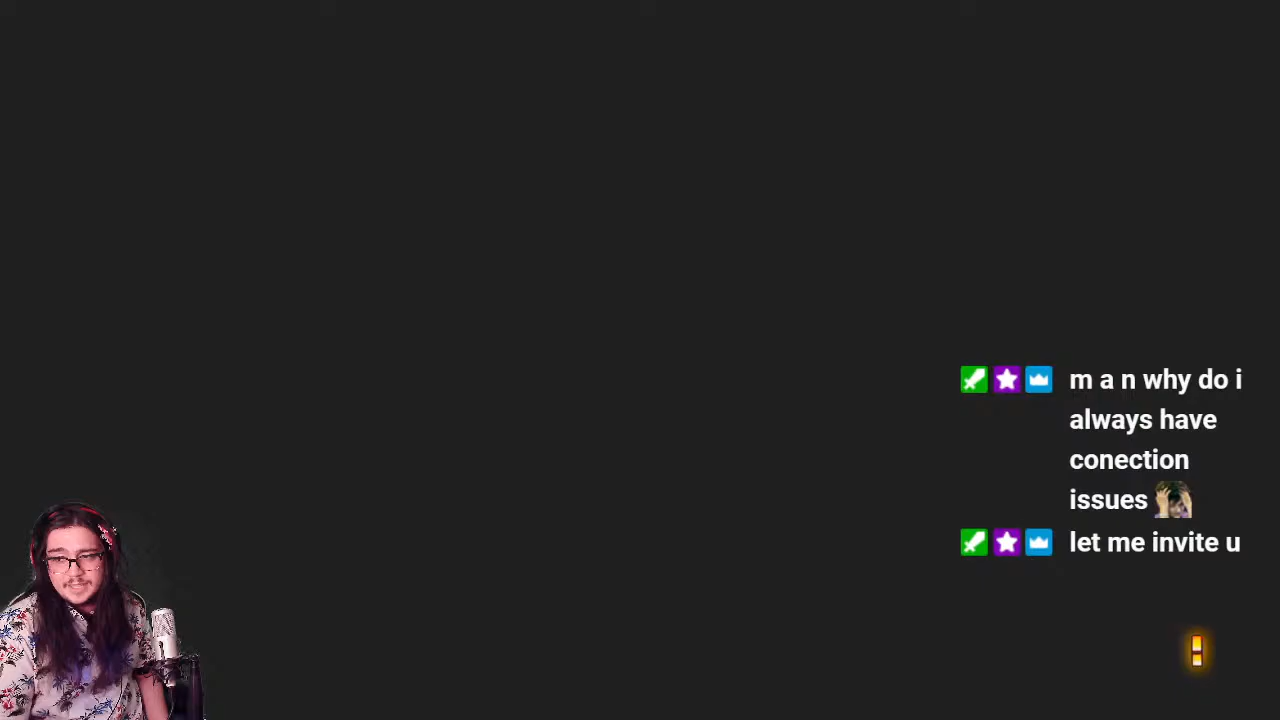 m a n why do i
always have
conection
issues
let me invite u